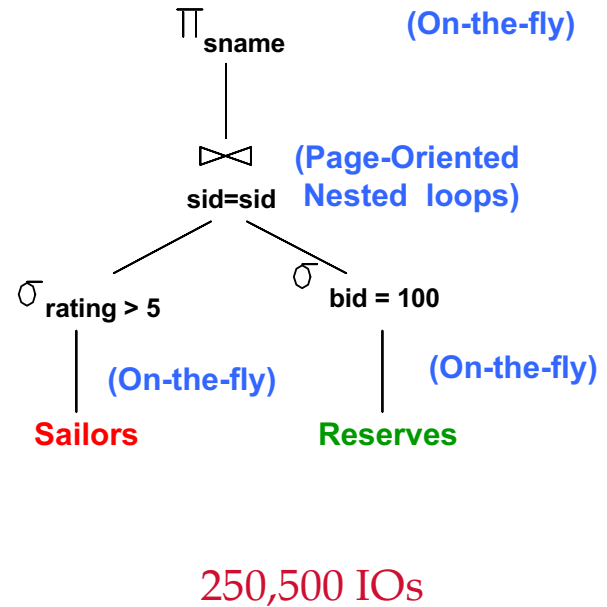 π sname (On-the-fly)
⋈ (Page-Oriented
sid=sid Nested loops)
σ rating > 5
σ bid = 100
(On-the-fly)
(On-the-fly)
Sailors
Reserves
250,500 IOs